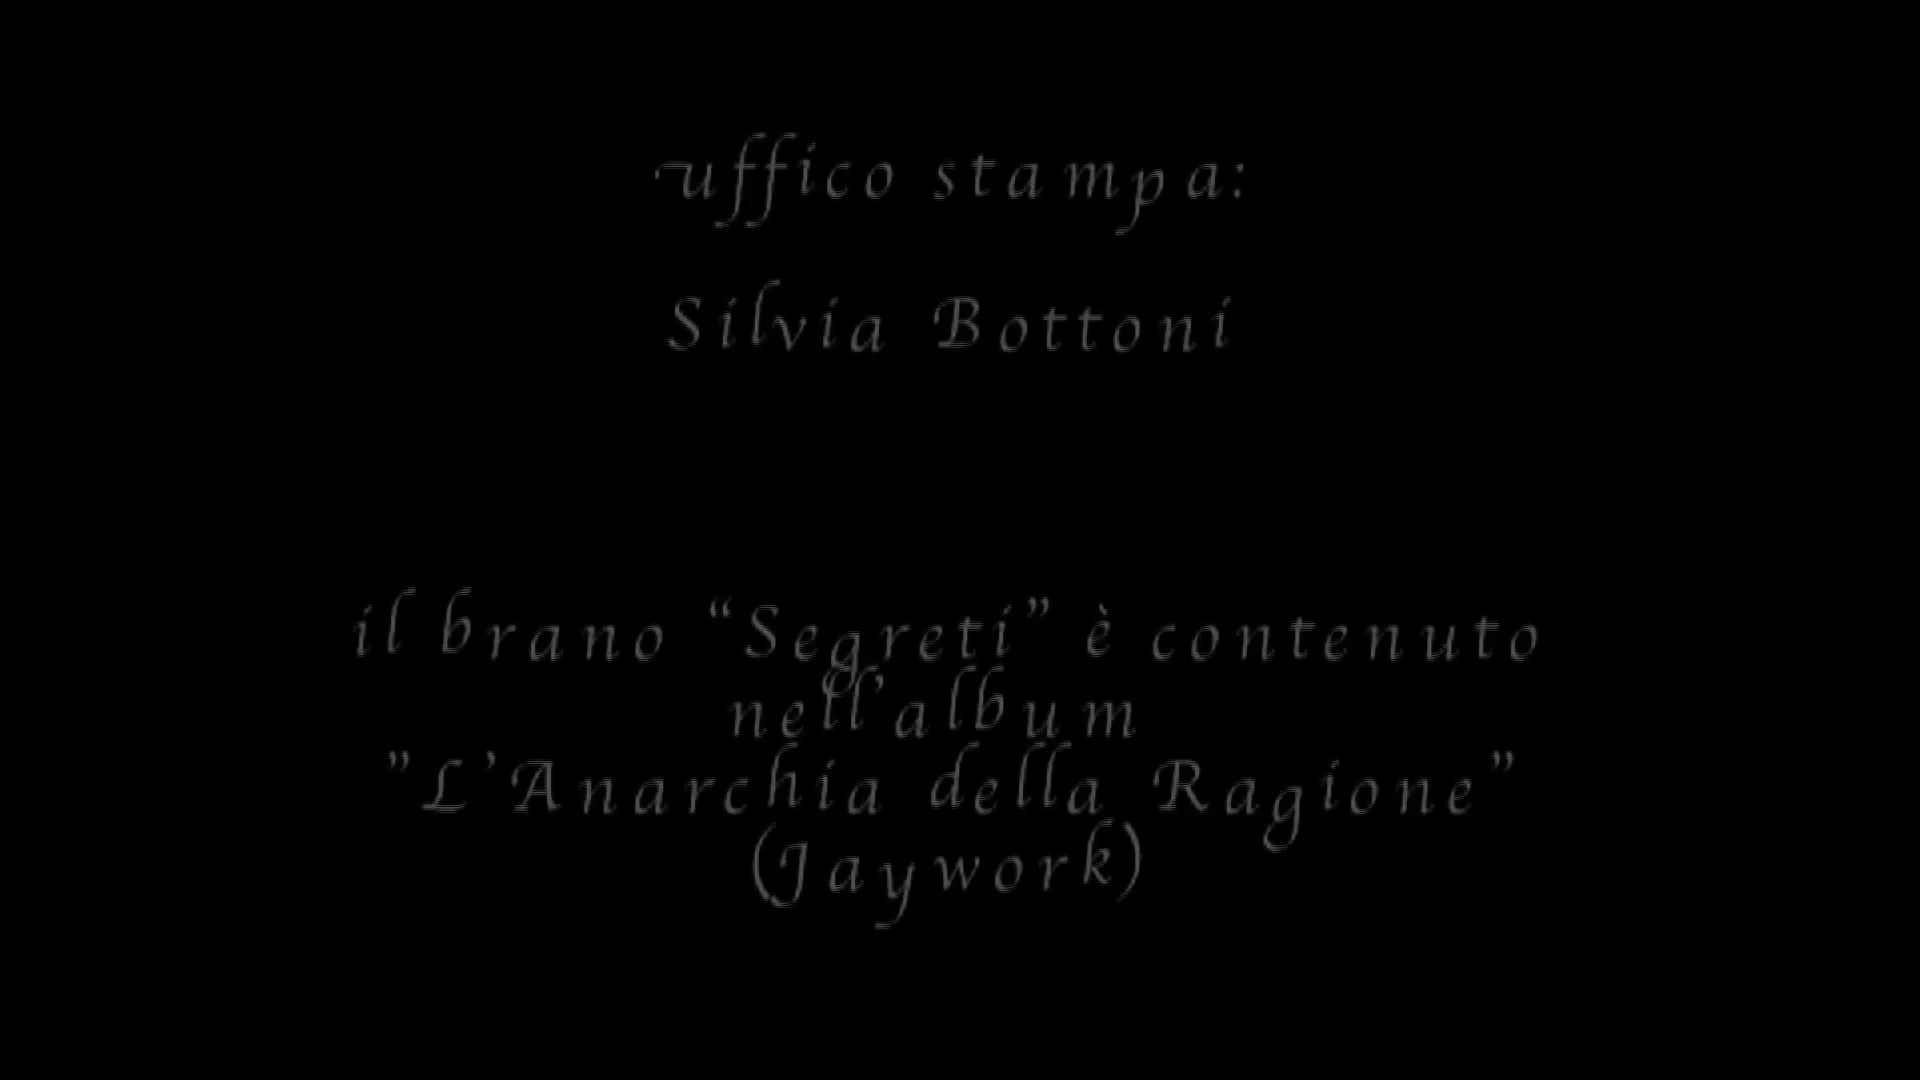 uffico stampa:
Silvia Bottoni
il brano “Segreti” è contenuto
nell'album
"L'Anarchia della Ragione"
(Jaywork)